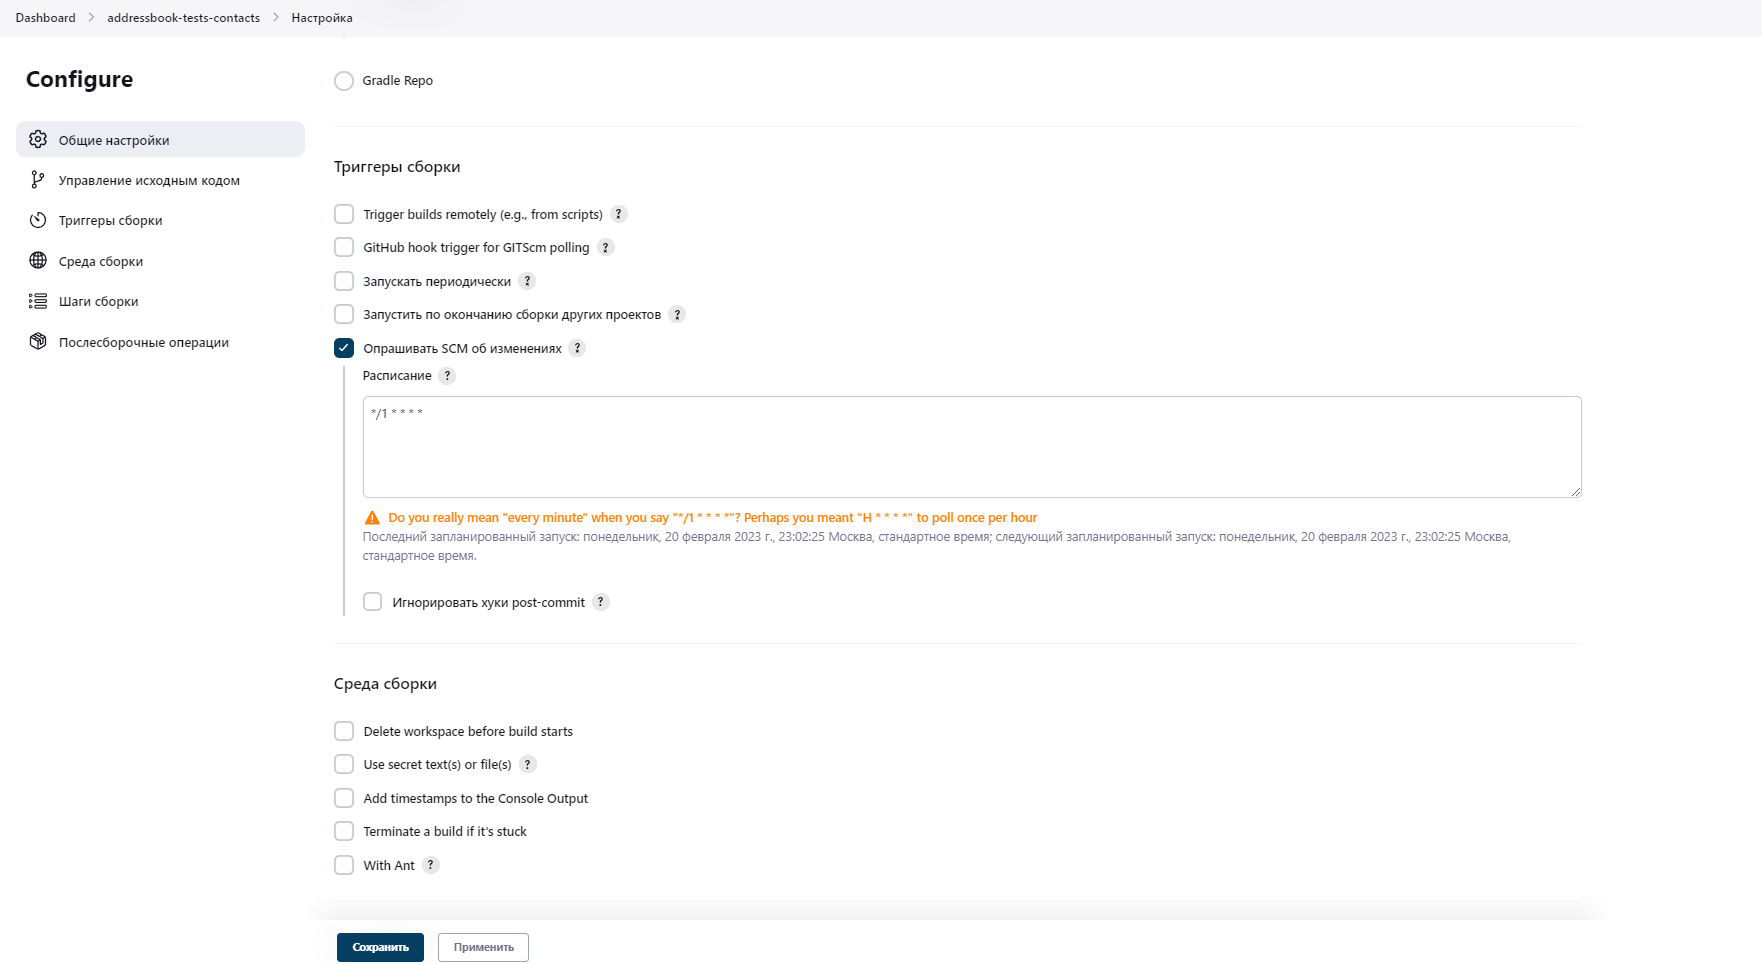 Dashboard > addressbook-tests-contacts > Настройка
Configure
Общие настройки
Управление исходным кодом
Триггеры сборки
Среда сборки
Шаги сборки
Послесборочные операции
Gradle Repo
Триггеры сборки
Trigger builds remotely (e.g., from scripts) ?
GitHub hook trigger for GITScm polling ?
Запускать периодически ?
Запустить по окончанию сборки других проектов ?
Опрашивать SCM об изменениях ?
Расписание ?
*/1 * * * *
Do you really mean "every minute" when you say "*/1 * * * *"? Perhaps you meant "H * * * *" to poll once per hour
Последний запланированный запуск: понедельник, 20 февраля 2023 г., 23:02:25 Москва, стандартное время; следующий запланированный запуск: понедельник, 20 февраля 2023 г., 23:02:25 Москва,
стандартное время.
Игнорировать хуки post-commit ?
Среда сборки
Delete workspace before build starts
Use secret text(s) or file(s) ?
Add timestamps to the Console Output
Terminate a build if it's stuck
With Ant ?
Сохранить
Применить